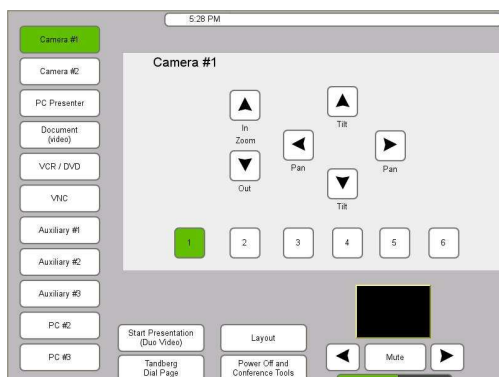 5:28 PM
Camera #1
Camera #2
PC Presenter
Document
(video)
VCR / DVD
VNC
Auxiliary #1
Auxiliary #2
Auxiliary #3
PC #2
PC #3
Camera #1
In
Zoom
Out
Tilt
Pan
Pan
Tilt
1
2
3
4
5
6
Start Presentation
(Duo Video)
Layout
Tandberg
Dial Page
Power Off and
Conference Tools
Mute